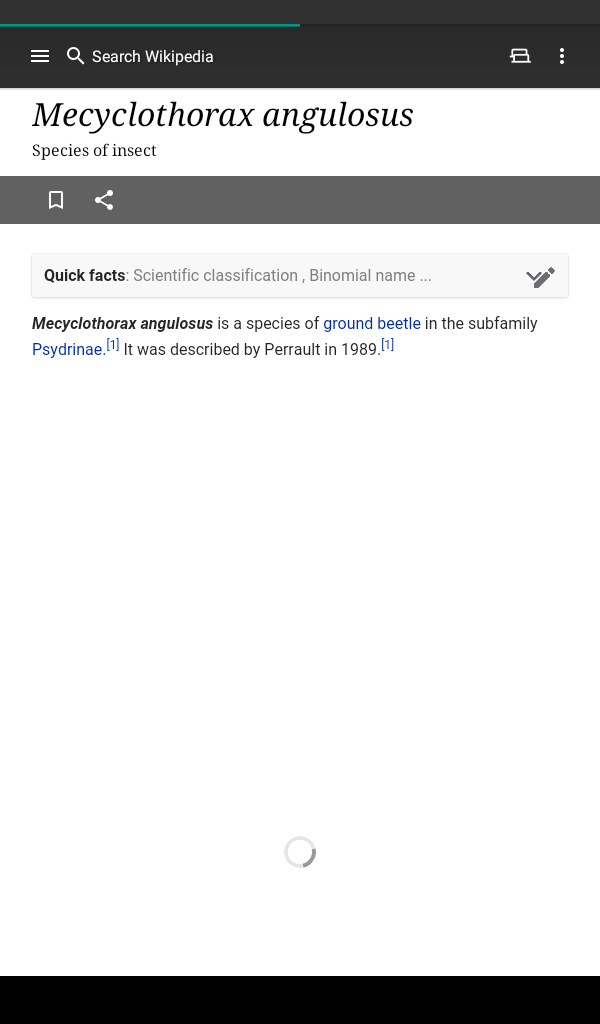 Search Wikipedia
Mecyclothorax angulosus
Species of insect
Quick facts: Scientific classification , Binomial name ...
Mecyclothorax angulosus is a species of ground beetle in the subfamily
Psydrinae.[1] It was described by Perrault in 1989.[1]